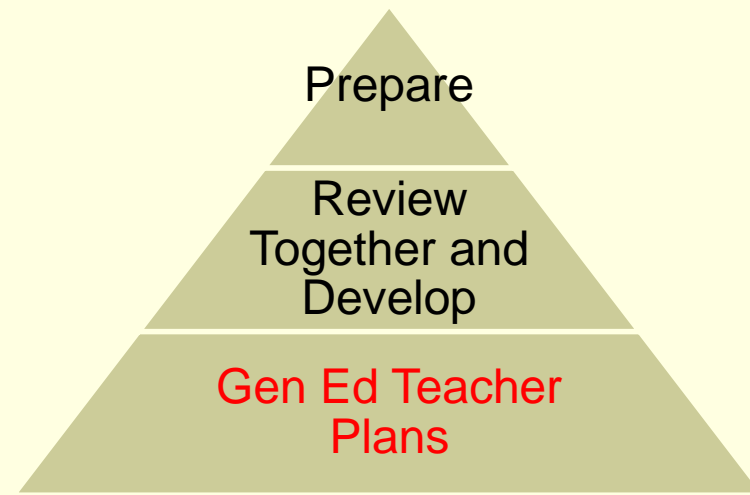 Prepare
Review
Together and
Develop
Gen Ed Teacher
Plans